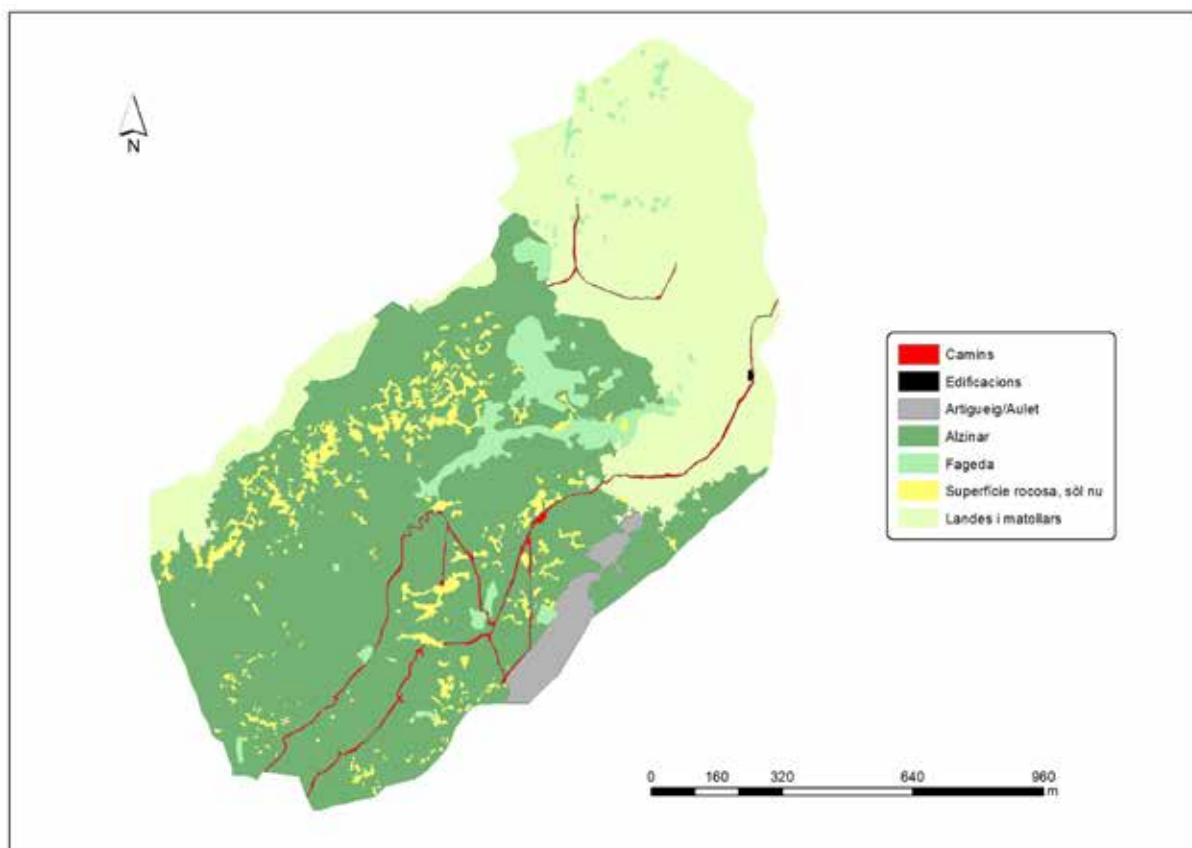 N
Camins
Edificacions
Artigueig/Aulet
Alzinar
Fageda
Superfície rocosa, sòl nu
Landes i matollars
0 160 320 640 960
m